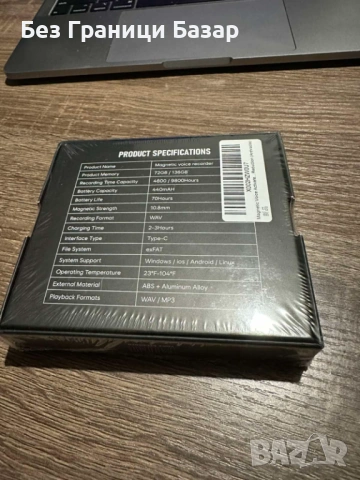 Без Граници Базар
PRODUCT SPECIFICATIONS
Product Name Magnetic voice recorder
Product Memory 72GB / 136GB
Recording Time Capacity 4800 / 9600Hours
Battery Capacity 640mAH
Battery Life 70Hours
Magnetic Strength 10.6mm
Recording Format WAV
Charging Time 2-3Hours
Interface Type Type-C
File System exFAT
System Support Windows / ios / Android / Linux
Operating Temperature 23°F-104°F
External Material ABS + Aluminum Alloy
Playback Formats WAV / MP3
BAZAR